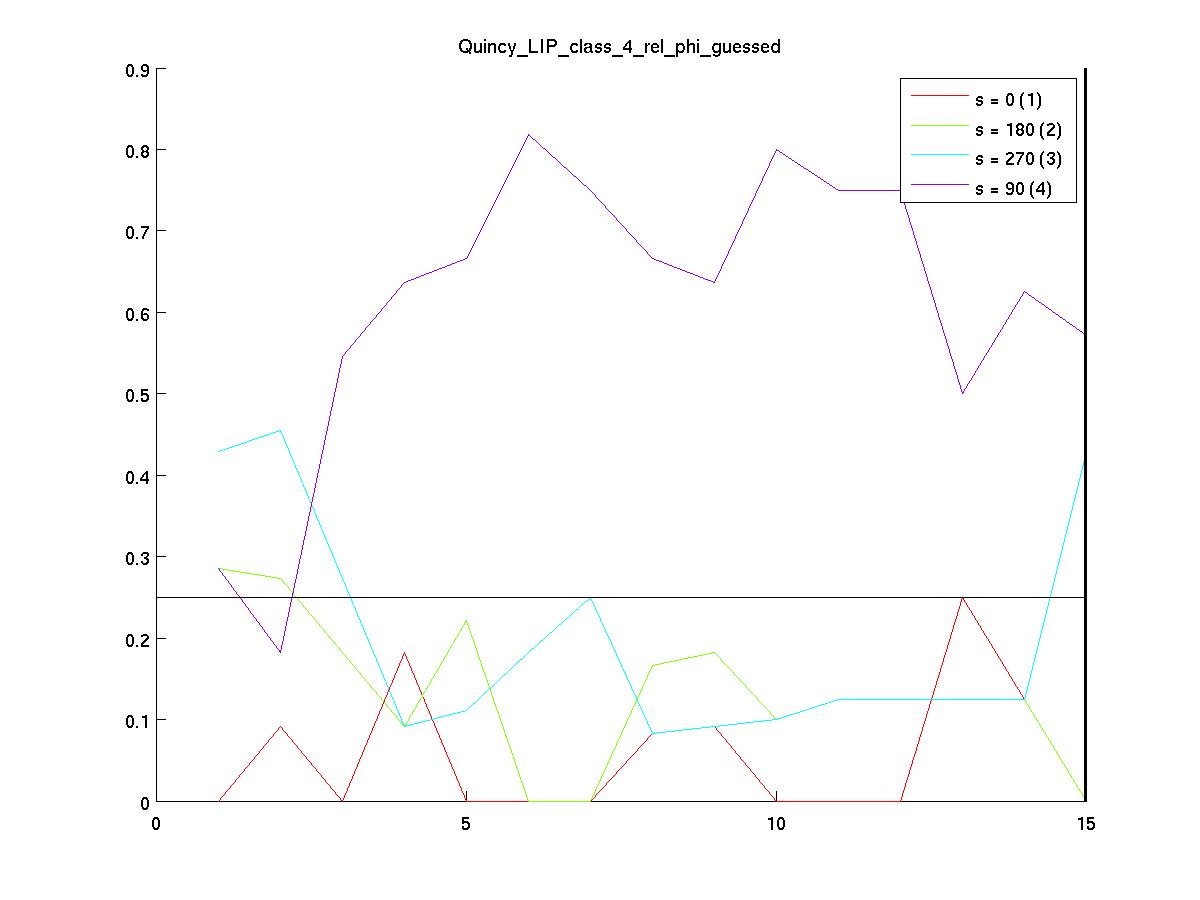 Quincy_LIP_class_4_rel_phi_guessed
0.9
0.8
0.7
0.6
0.5
0.4
0.3
0.2
0.1
0
s = 0 (1)
s = 180 (2)
s = 270 (3)
s = 90 (4)
0 5 10 15